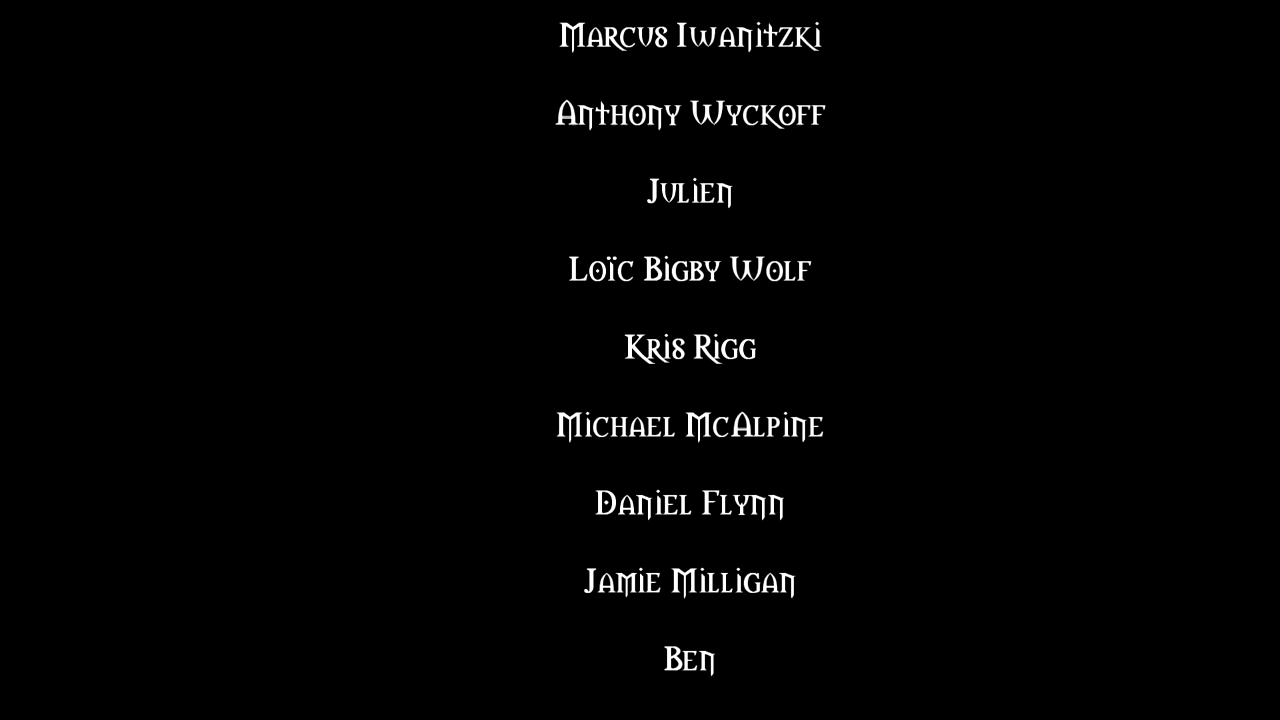 Marcus Iwanitzki
Anthony Wyckoff
Julien
Loïc Bigby Wolf
Kris Rigg
Michael McAlpine
Daniel Flynn
Jamie Milligan
Ben